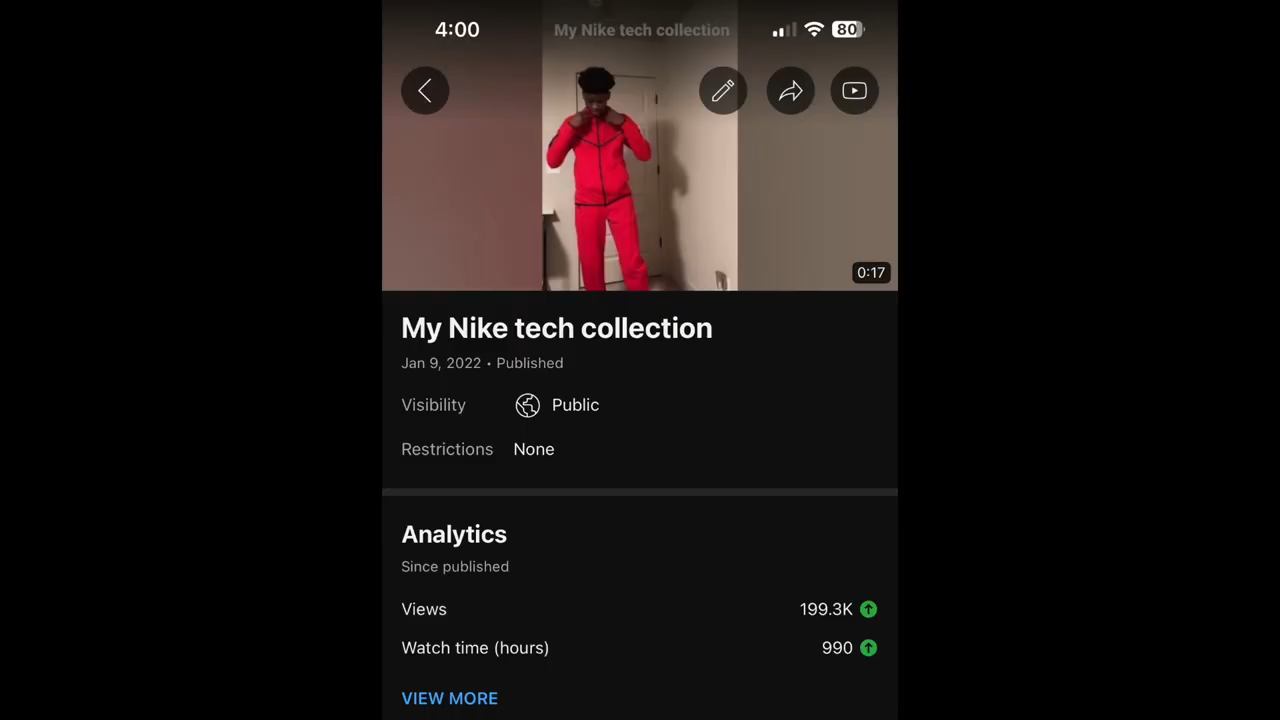 4:00
My Nike tech collection
80
0:17
My Nike tech collection
Jan 9, 2022 • Published
Visibility Public
Restrictions None
Analytics
Since published
Views 199.3K
Watch time (hours) 990
VIEW MORE